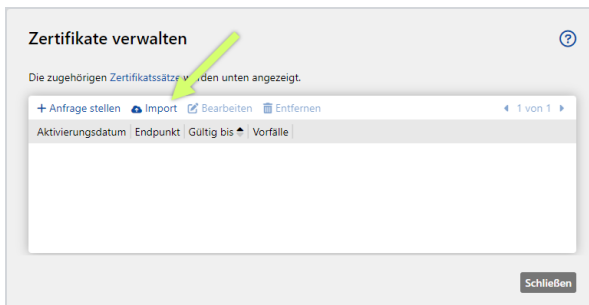 Zertifikate verwalten
Die zugehörigen Zertifikatssätze werden unten angezeigt.
+ Anfrage stellen Import Bearbeiten Entfernen 1 von 1
Aktivierungsdatum Endpunkt Gültig bis Vorfälle
Schließen